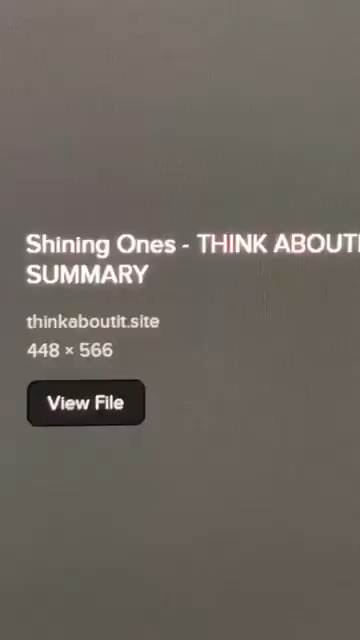 Shining Ones - THINK ABOUT
SUMMARY
thinkaboutit.site
448 × 566
View File